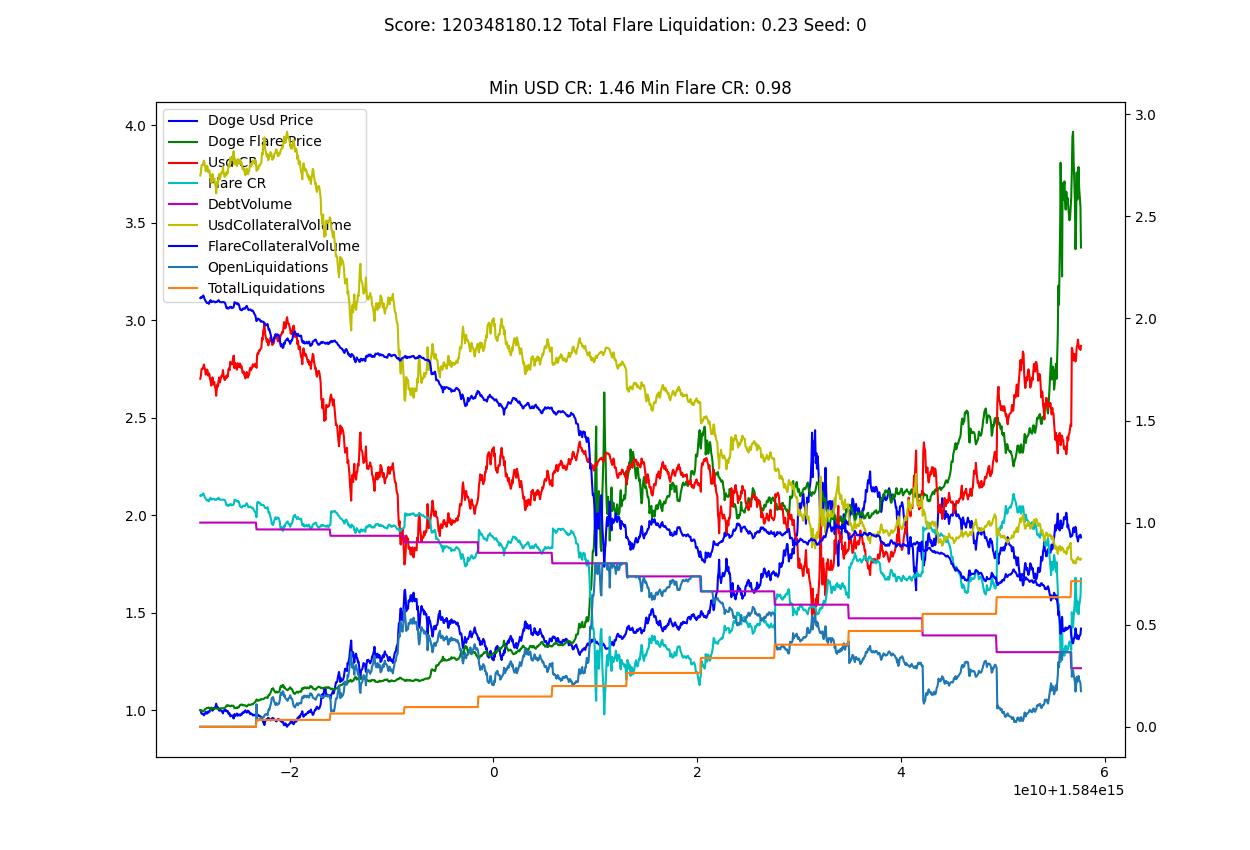 Score: 120348180.12 Total Flare Liquidation: 0.23 Seed: 0
Min USD CR: 1.46 Min Flare CR: 0.98
Doge Usd Price
Doge Flare Price
Usd CR
Flare CR
DebtVolume
UsdCollateralVolume
FlareCollateralVolume
OpenLiquidations
TotalLiquidations
4.0
3.5
3.0
2.5
2.0
1.5
1.0
3.0
2.5
2.0
1.5
1.0
0.5
0.0
−2
0
2
4
6
1e10+1.584e15